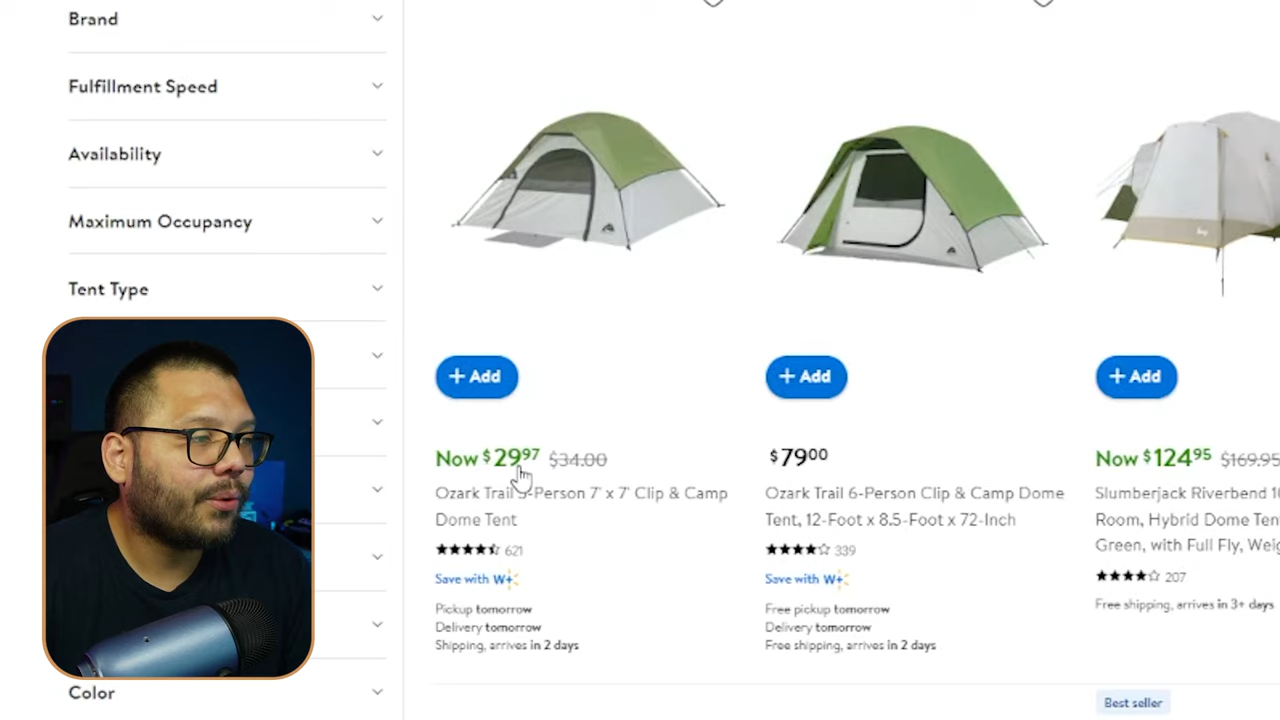 Brand
Fulfillment Speed
Availability
Maximum Occupancy
Tent Type
Color
+ Add
Now $29.97 $34.00
Ozark Trail -Person 7' x 7' Clip & Camp
Dome Tent
621
Save with W+
Pickup tomorrow
Delivery tomorrow
Shipping, arrives in 2 days
+ Add
$79.00
Ozark Trail 6-Person Clip & Camp Dome
Tent, 12-Foot x 8.5-Foot x 72-Inch
339
Save with W+
Free pickup tomorrow
Delivery tomorrow
Free shipping, arrives in 2 days
+ Add
Now $124.95 $169.95
Slumberjack Riverbend
Room, Hybrid Dome
Green, with Full Fly,
207
Free shipping, arrives in 3+ days
Best seller